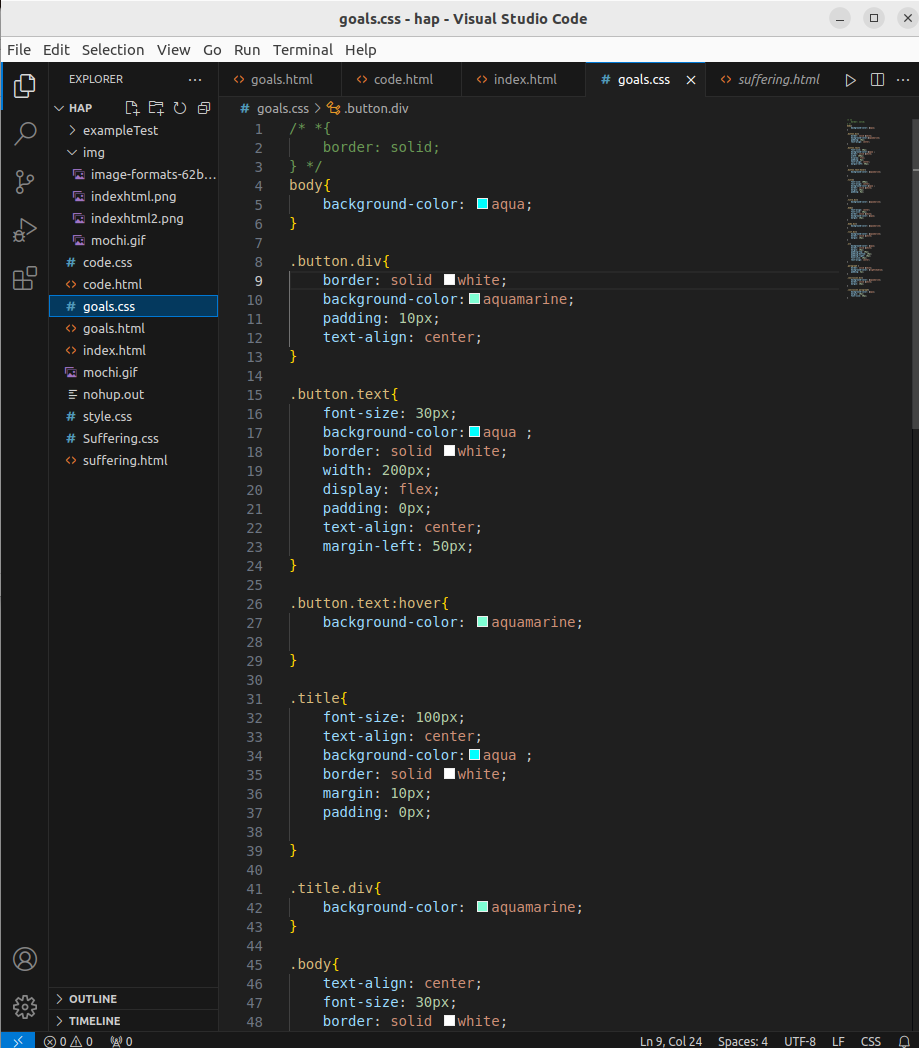 goals.css - hap - Visual Studio Code
File Edit Selection View Go Run Terminal Help
EXPLORER ···
goals.html code.html index.html # goals.css suffering.html
HAP
# goals.css > .button.div
exampleTest
img
image-formats-62b...
indexhtml.png
indexhtml2.png
mochi.gif
# code.css
code.html
# goals.css
goals.html
index.html
mochi.gif
nohup.out
# style.css
# Suffering.css
suffering.html
OUTLINE
TIMELINE
1 /* *{
2 border: solid;
3 } */
4 body{
5 background-color: aqua;
6 }
7
8 .button.div{
9 border: solid white;
10 background-color:aquamarine;
11 padding: 10px;
12 text-align: center;
13 }
14
15 .button.text{
16 font-size: 30px;
17 background-color:aqua ;
18 border: solid white;
19 width: 200px;
20 display: flex;
21 padding: 0px;
22 text-align: center;
23 margin-left: 50px;
24 }
25
26 .button.text:hover{
27 background-color: aquamarine;
28
29 }
30
31 .title{
32 font-size: 100px;
33 text-align: center;
34 background-color:aqua ;
35 border: solid white;
36 margin: 10px;
37 padding: 0px;
38
39 }
40
41 .title.div{
42 background-color: aquamarine;
43 }
44
45 .body{
46 text-align: center;
47 font-size: 30px;
48 border: solid white;
0 0 0 Ln 9, Col 24 Spaces: 4 UTF-8 LF CSS